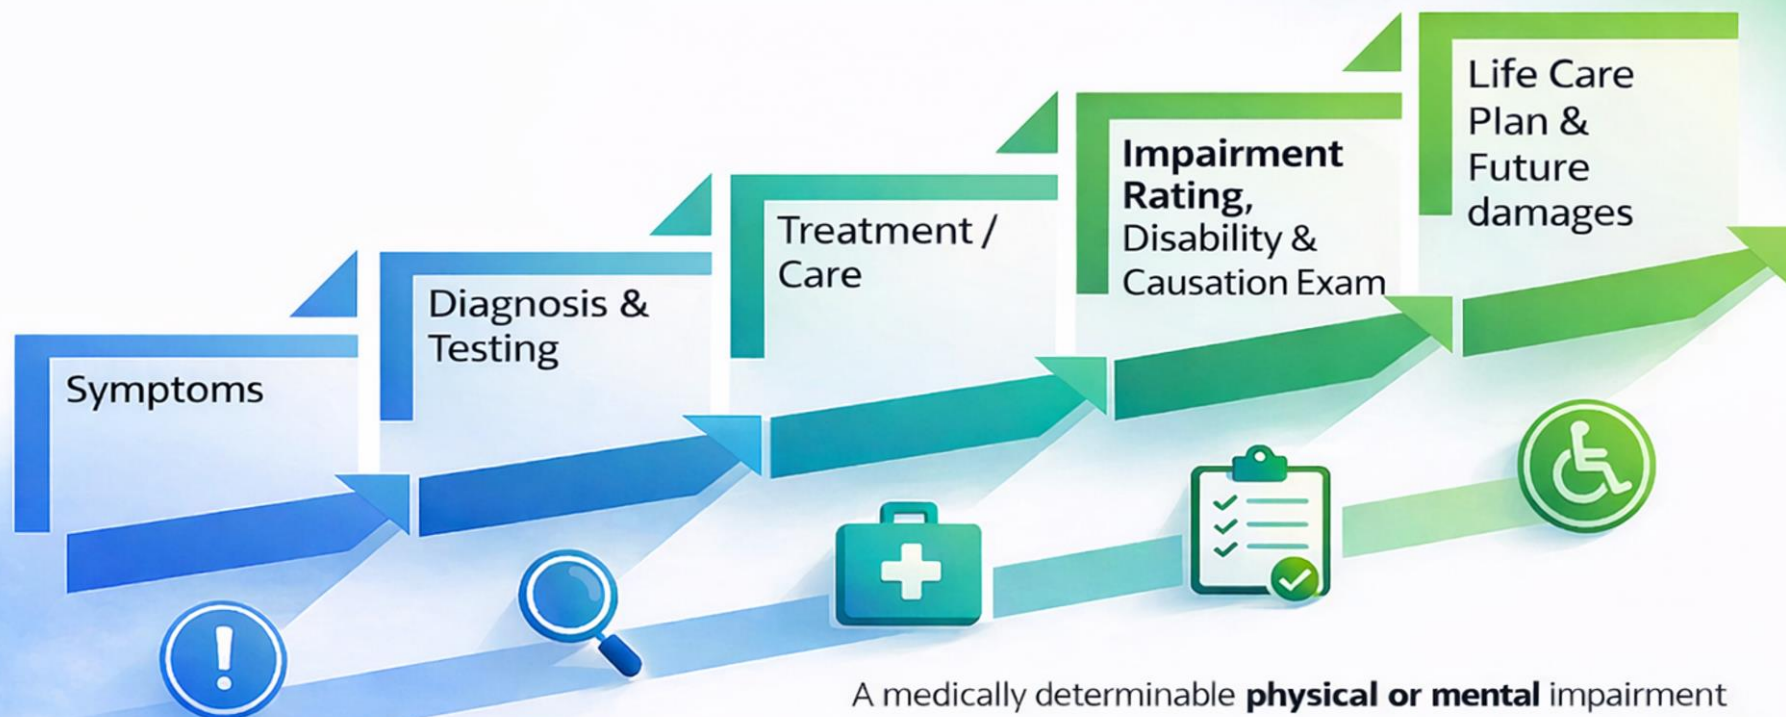 Symptoms
Diagnosis &
Testing
Treatment /
Care
Impairment
Rating,
Disability &
Causation Exam
Life Care
Plan &
Future
damages
A medically determinable physical or mental impairment